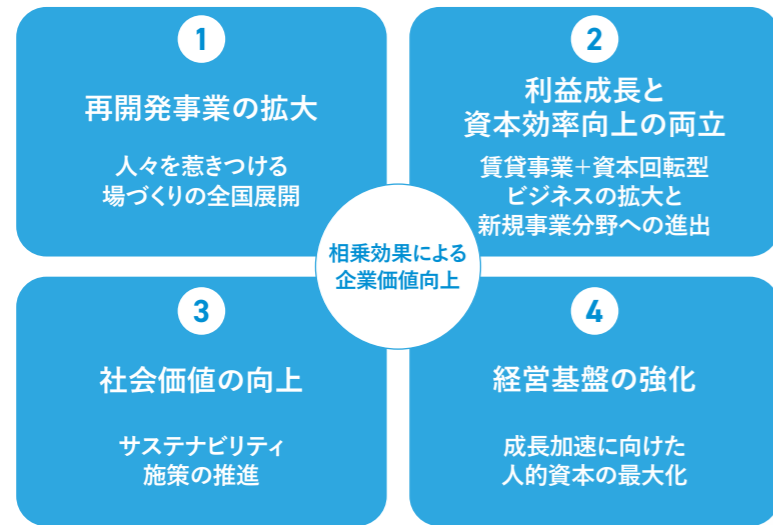 1
再開発事業の拡大
人々を惹きつける
場づくりの全国展開
2
利益成長と
資本効率向上の両立
賃貸事業+資本回転型
ビジネスの拡大と
新規事業分野への進出
相乗効果による
企業価値向上
3
社会価値の向上
サステナビリティ
施策の推進
4
経営基盤の強化
成長加速に向けた
人的資本の最大化